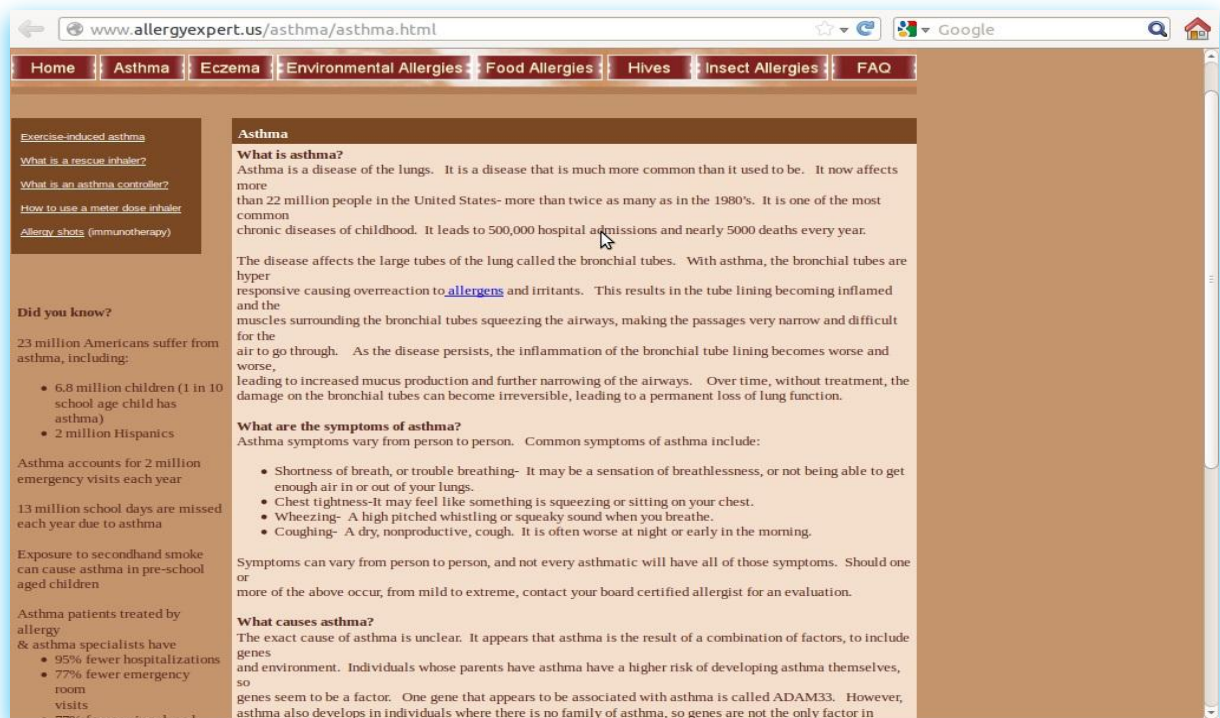 www.allergyexpert.us/asthma/asthma.html
Google
Home Asthma Eczema Environmental Allergies Food Allergies Hives Insect Allergies FAQ
Exercise-induced asthma
What is a rescue inhaler?
What is an asthma controller?
How to use a meter dose inhaler
Allergy shots (immunotherapy)
Did you know?
23 million Americans suffer from
asthma, including:
• 6.8 million children (1 in 10
school age child has
asthma)
• 2 million Hispanics
Asthma accounts for 2 million
emergency visits each year
13 million school days are missed
each year due to asthma
Exposure to secondhand smoke
can cause asthma in pre-school
aged children
Asthma patients treated by
allergy
& asthma specialists have
• 95% fewer hospitalizations
• 77% fewer emergency
room
visits
Asthma
What is asthma?
Asthma is a disease of the lungs. It is a disease that is much more common than it used to be. It now affects
more
than 22 million people in the United States- more than twice as many as in the 1980's. It is one of the most
common
chronic diseases of childhood. It leads to 500,000 hospital admissions and nearly 5000 deaths every year.
The disease affects the large tubes of the lung called the bronchial tubes. With asthma, the bronchial tubes are
hyper
responsive causing overreaction to allergens and irritants. This results in the tube lining becoming inflamed
and the
muscles surrounding the bronchial tubes squeezing the airways, making the passages very narrow and difficult
for the
air to go through. As the disease persists, the inflammation of the bronchial tube lining becomes worse and
worse,
leading to increased mucus production and further narrowing of the airways. Over time, without treatment, the
damage on the bronchial tubes can become irreversible, leading to a permanent loss of lung function.
What are the symptoms of asthma?
Asthma symptoms vary from person to person. Common symptoms of asthma include:
• Shortness of breath, or trouble breathing- It may be a sensation of breathlessness, or not being able to get
enough air in or out of your lungs.
• Chest tightness-It may feel like something is squeezing or sitting on your chest.
• Wheezing- A high pitched whistling or squeaky sound when you breathe.
• Coughing- A dry, nonproductive, cough. It is often worse at night or early in the morning.
Symptoms can vary from person to person, and not every asthmatic will have all of those symptoms. Should one
or
more of the above occur, from mild to extreme, contact your board certified allergist for an evaluation.
What causes asthma?
The exact cause of asthma is unclear. It appears that asthma is the result of a combination of factors, to include
genes
and environment. Individuals whose parents have asthma have a higher risk of developing asthma themselves,
so
genes seem to be a factor. One gene that appears to be associated with asthma is called ADAM33. However,
asthma also develops in individuals where there is no family of asthma, so genes are not the only factor in